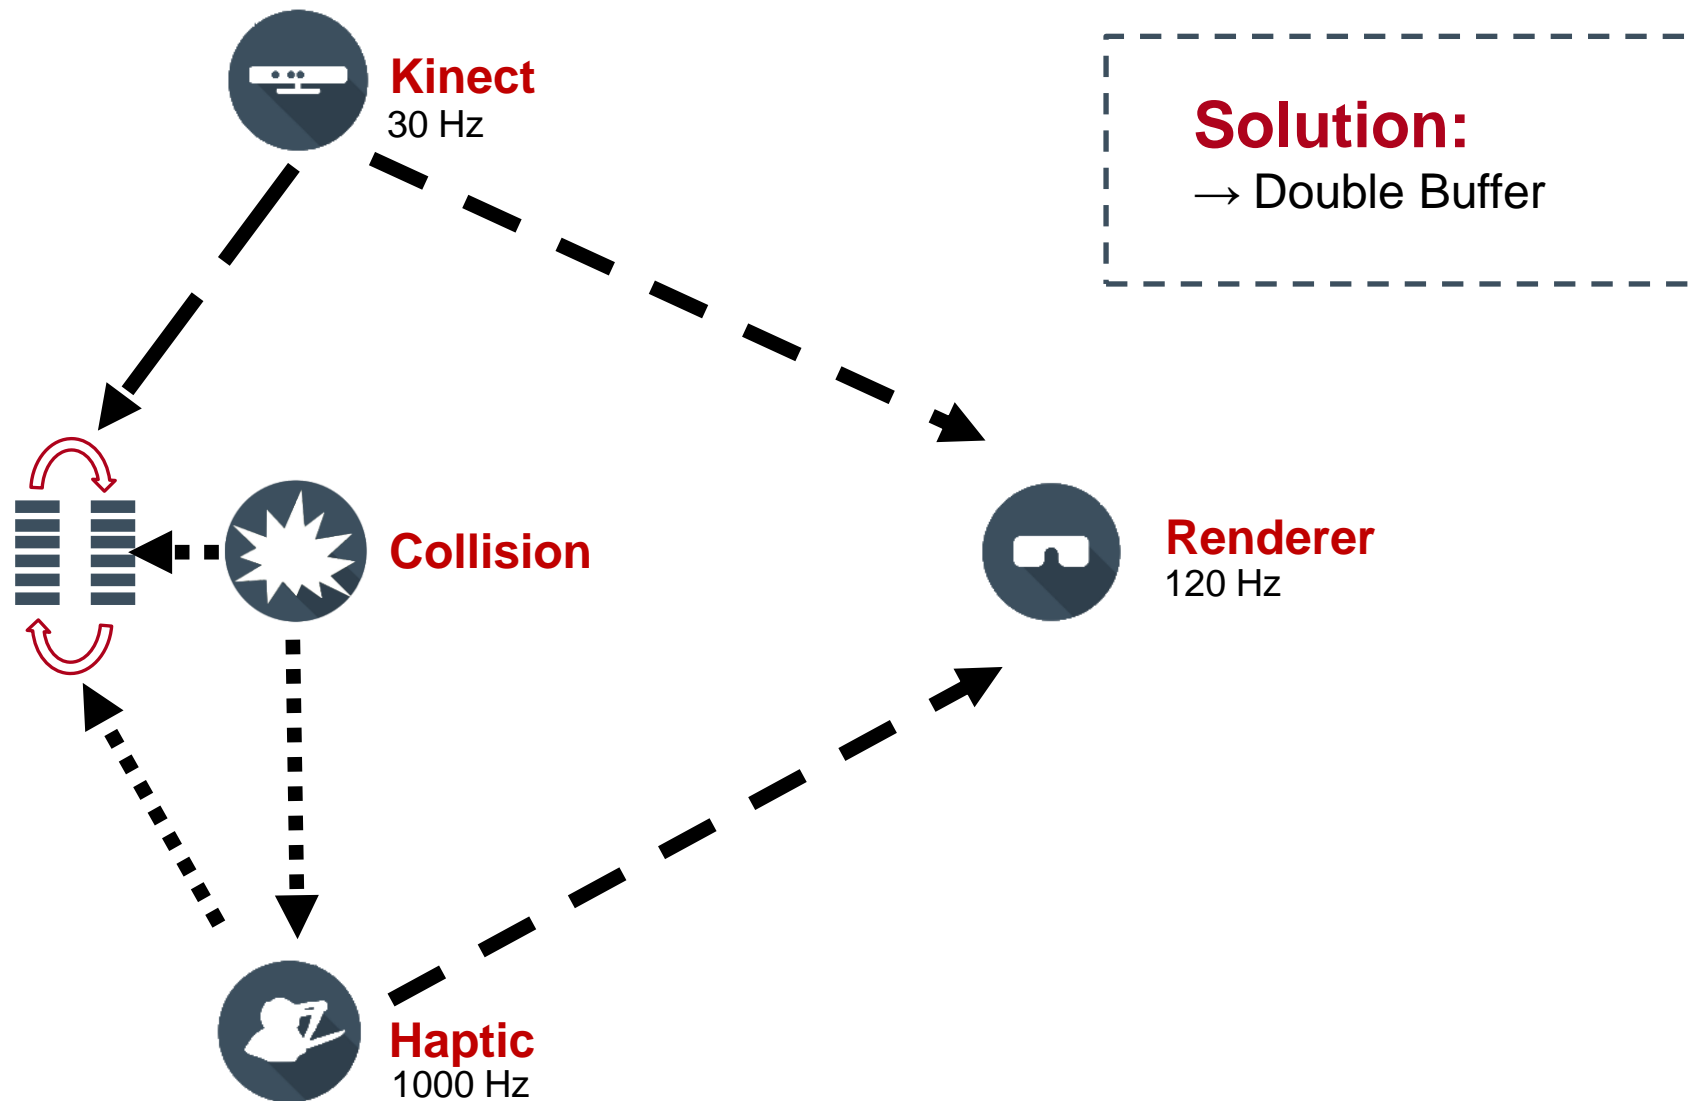 Kinect
30 Hz
Solution:
→ Double Buffer
Collision
Renderer
120 Hz
Haptic
1000 Hz